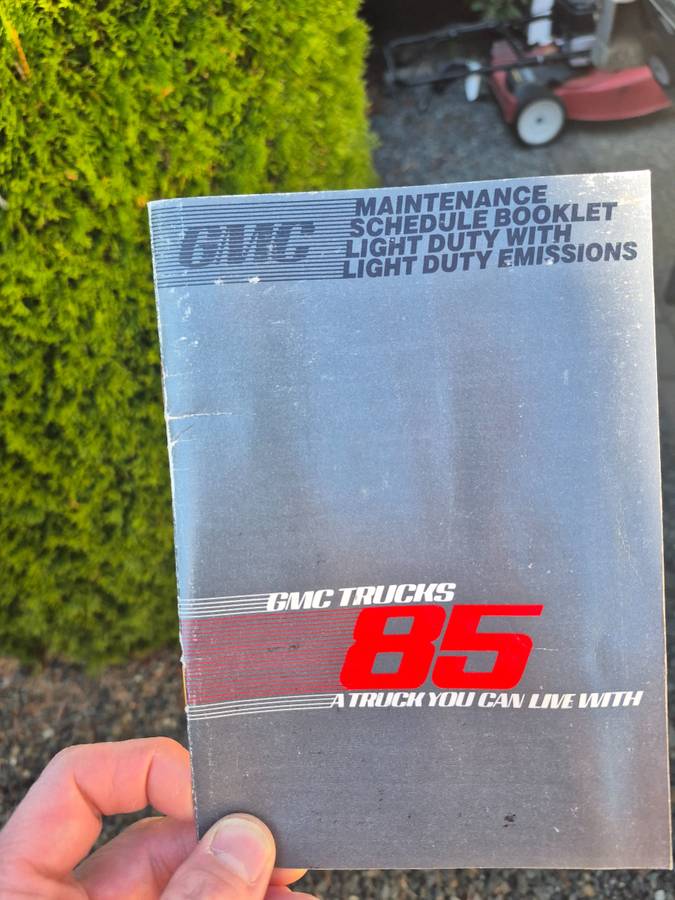 GMC
MAINTENANCE
SCHEDULE BOOKLET
LIGHT DUTY WITH
LIGHT DUTY EMISSIONS
GMC TRUCKS
85
A TRUCK YOU CAN LIVE WITH